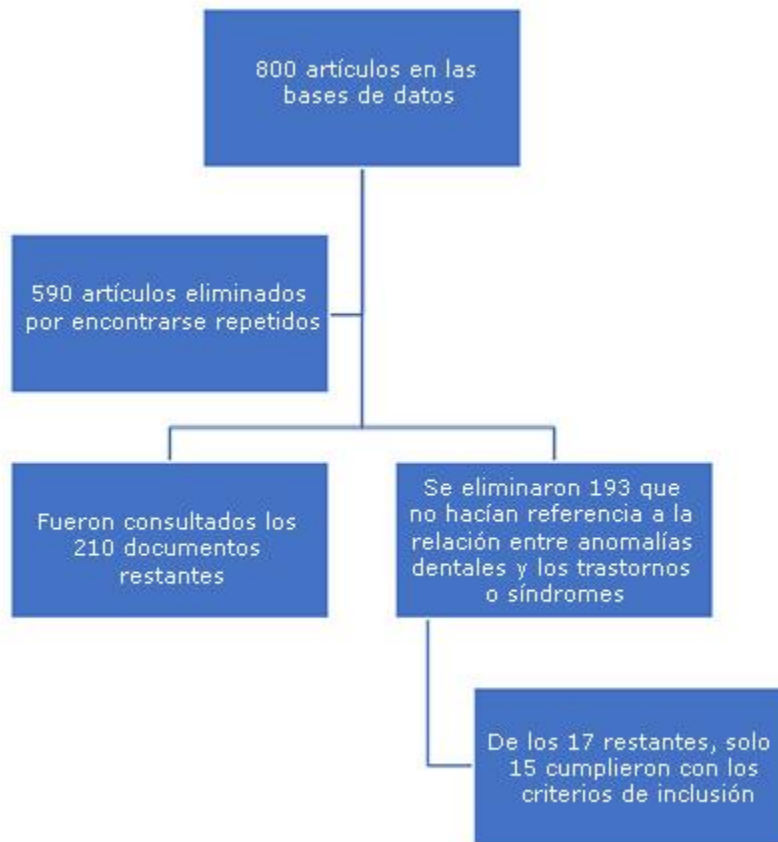 800 artículos en las
bases de datos
590 artículos eliminados
por encontrarse repetidos
Fueron consultados los
210 documentos
restantes
Se eliminaron 193 que
no hacían referencia a la
relación entre anomalías
dentales y los trastornos
o síndromes
De los 17 restantes, solo
15 cumplieron con los
criterios de inclusión